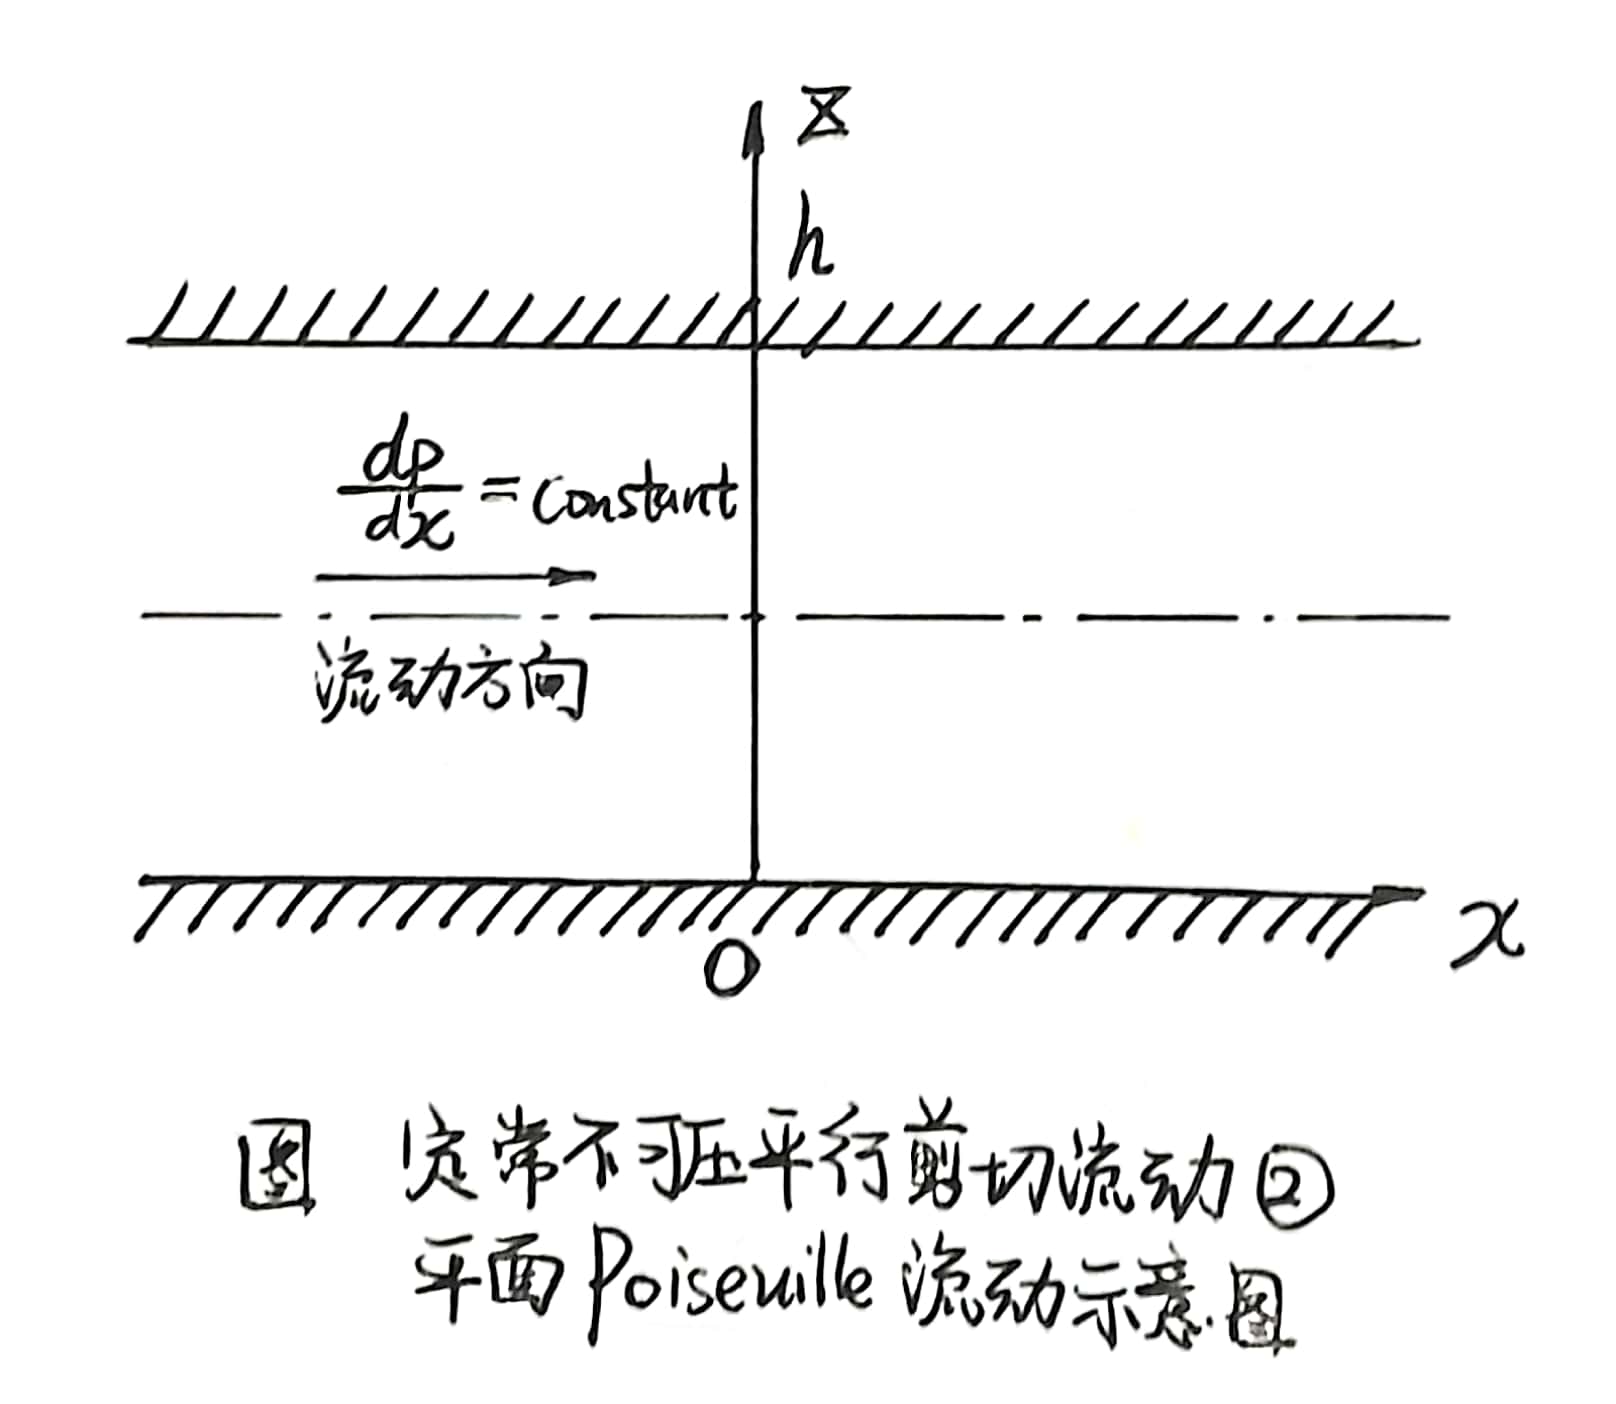 z
h
dp/dx = constant
流动方向
x
O
图 定常不可压平行剪切流动②
平面Poiseuille流动示意图